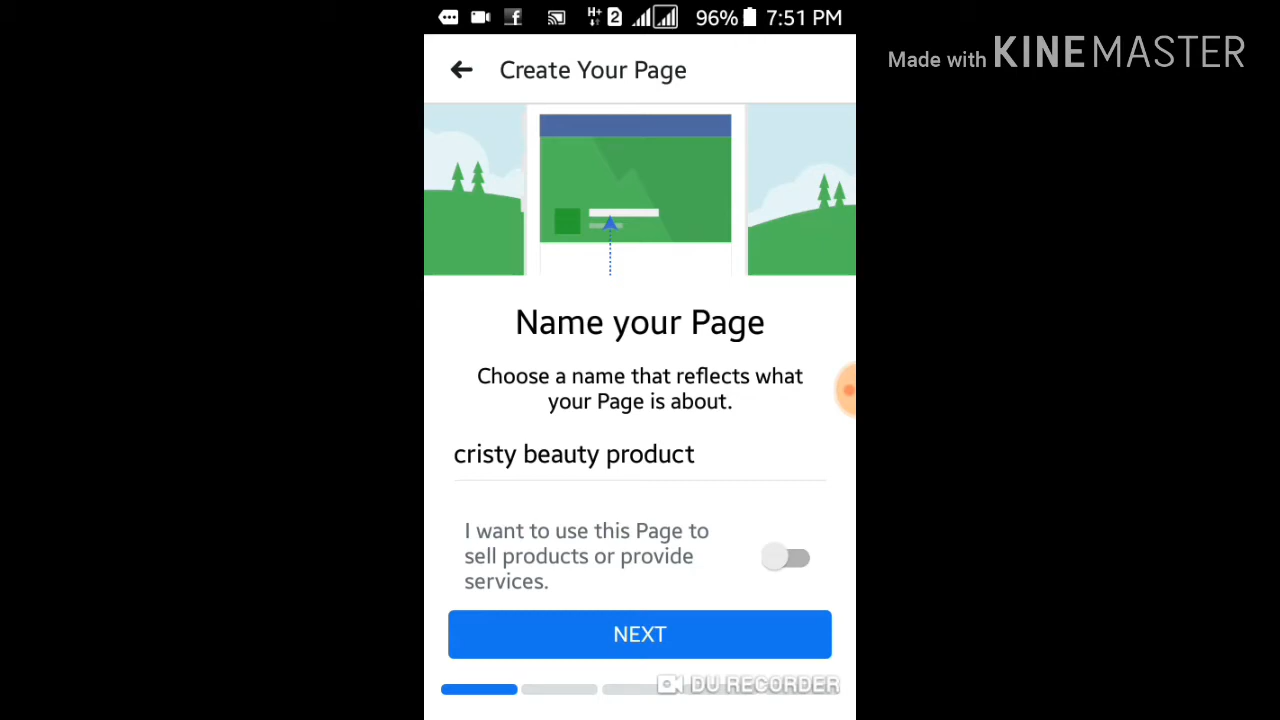 H+ 2 96% 7:51 PM
Made with KINEMASTER
Create Your Page
Name your Page
Choose a name that reflects what
your Page is about.
cristy beauty product
I want to use this Page to
sell products or provide
services.
NEXT
DU RECORDER